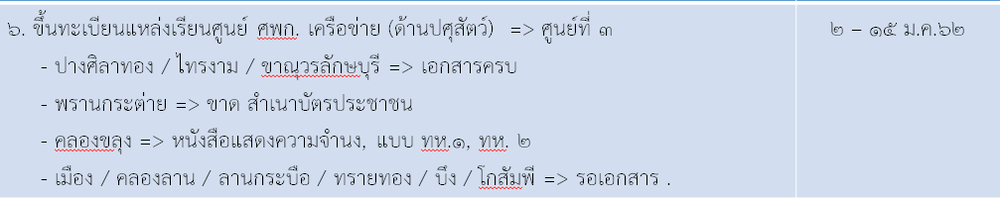 ๖. ขึ้นทะเบียนแหล่งเรียนศูนย์ ศพก. เครือข่าย (ด้านปศุสัตว์) => ศูนย์ที่ ๓ ๒ – ๑๕ ม.ค.๖๒
- ปางศิลาทอง / ไทรงาม / ขาณุวรลักษบุรี => เอกสารครบ
- พรานกระต่าย => ขาด สำเนาบัตรประชาชน
- คลองขลุง => หนังสือแสดงความจำนง, แบบ ทห.๑, ทห. ๒
- เมือง / คลองลาน / ลานกระบือ / ทรายทอง / บึง / โกสัมพี => รอเอกสาร .